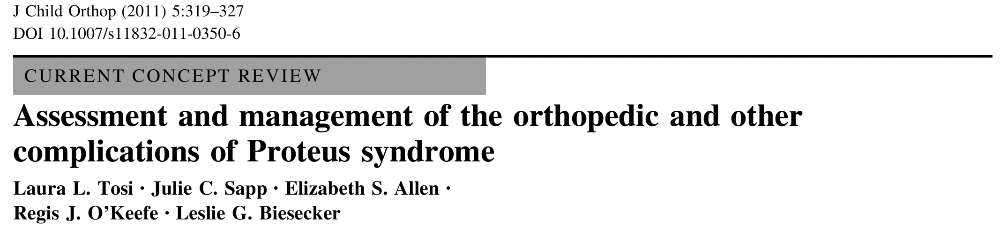 J Child Orthop (2011) 5:319–327
DOI 10.1007/s11832-011-0350-6
CURRENT CONCEPT REVIEW
Assessment and management of the orthopedic and other
complications of Proteus syndrome
Laura L. Tosi · Julie C. Sapp · Elizabeth S. Allen ·
Regis J. O’Keefe · Leslie G. Biesecker